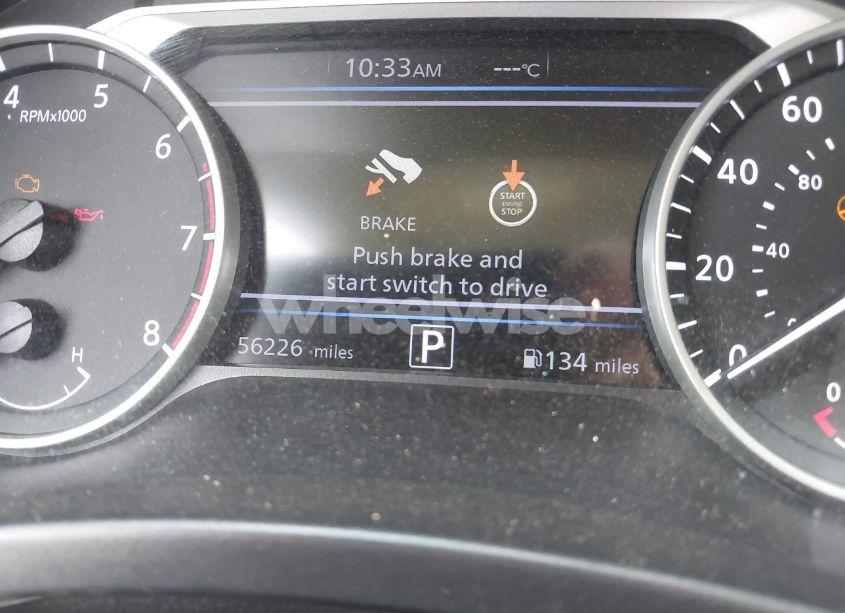 10:33AM ---°C
4 5 6 7 8
RPMx1000
H
START
ENGINE
STOP
BRAKE
Push brake and
start switch to drive
wheelwise
56226 miles P 134 miles
0 20 40 60
40 80
0